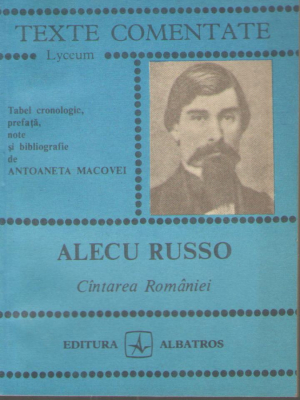 TEXTE COMENTATE
Lyceum
Tabel cronologic,
prefață,
note
și bibliografie
de
ANTOANETA MACOVEI
ALECU RUSSO
Cîntarea României
EDITURA ALBATROS